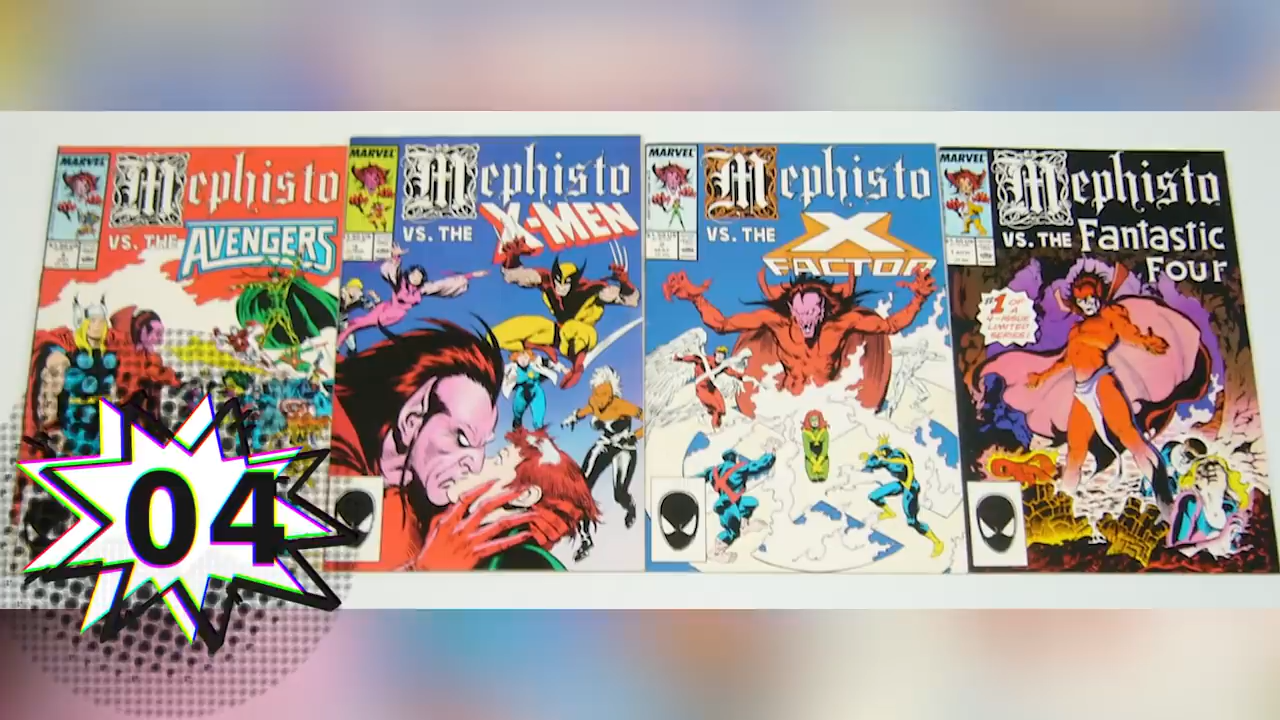 MARVEL
Mephisto
VS. THE
AVENGERS
MARVEL
Mephisto
VS. THE
X-MEN
MARVEL
Mephisto
VS. THE
X
FACTOR
MARVEL
Mephisto
VS. THE Fantastic
Four
#1 OF
A
4-ISSUE
LIMITED
SERIES!
04